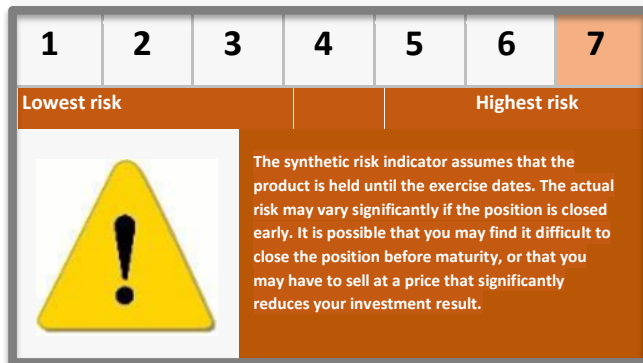 1 2 3 4 5 6 7
Lowest risk Highest risk
The synthetic risk indicator assumes that the
product is held until the exercise dates. The actual
risk may vary significantly if the position is closed
early. It is possible that you may find it difficult to
close the position before maturity, or that you
may have to sell at a price that significantly
reduces your investment result.